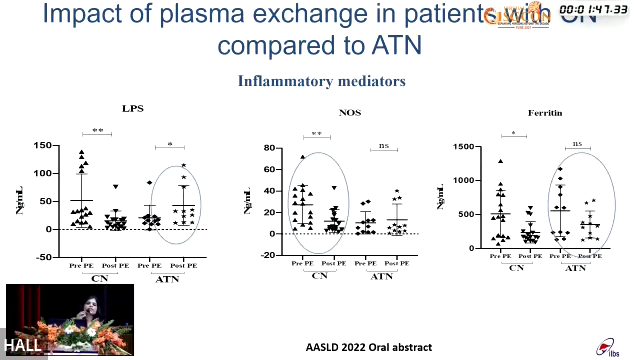 Impact of plasma exchange in patients with CN
compared to ATN
00:01:47.33
Inflammatory mediators
LPS
NOS
Ferritin
**
*
**
ns
*
ns
Ng/mL
150
100
50
0
-50
Pre PE Post PE Pre PE Post PE
CN ATN
Ng/mL
80
60
40
20
0
-20
Pre PE Post PE Pre PE Post PE
CN ATN
Ng/mL
1500
1000
500
0
Pre PE Post PE Pre PE Post PE
CN ATN
HALL
AASLD 2022 Oral abstract
ilbs